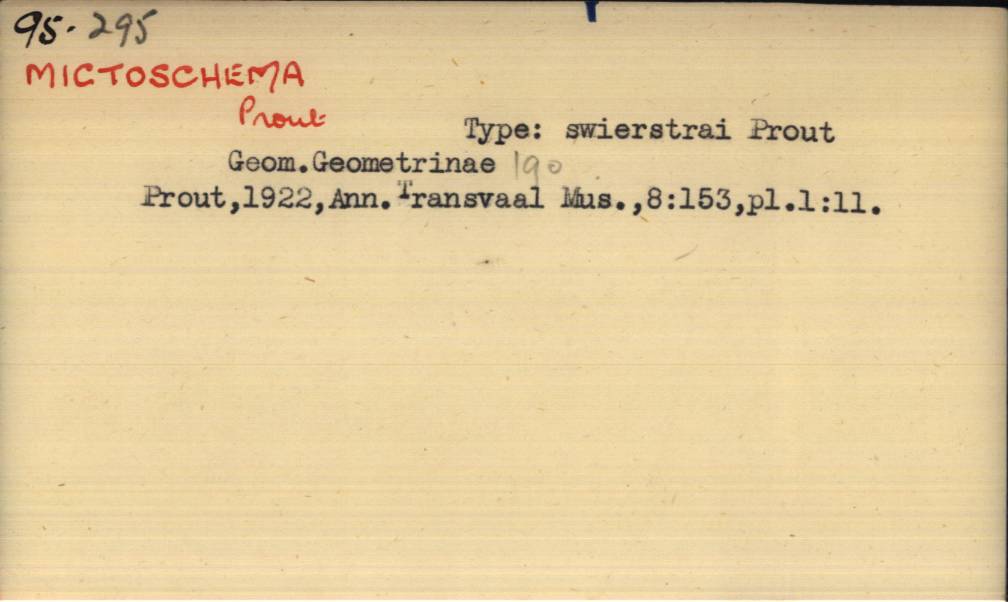 95. 295
MICTOSCHEMA
Prout
Type: swierstrai Prout
Geom.Geometrinae 190
Prout,1922,Ann.Transvaal Mus.,8:153,pl.1:11.